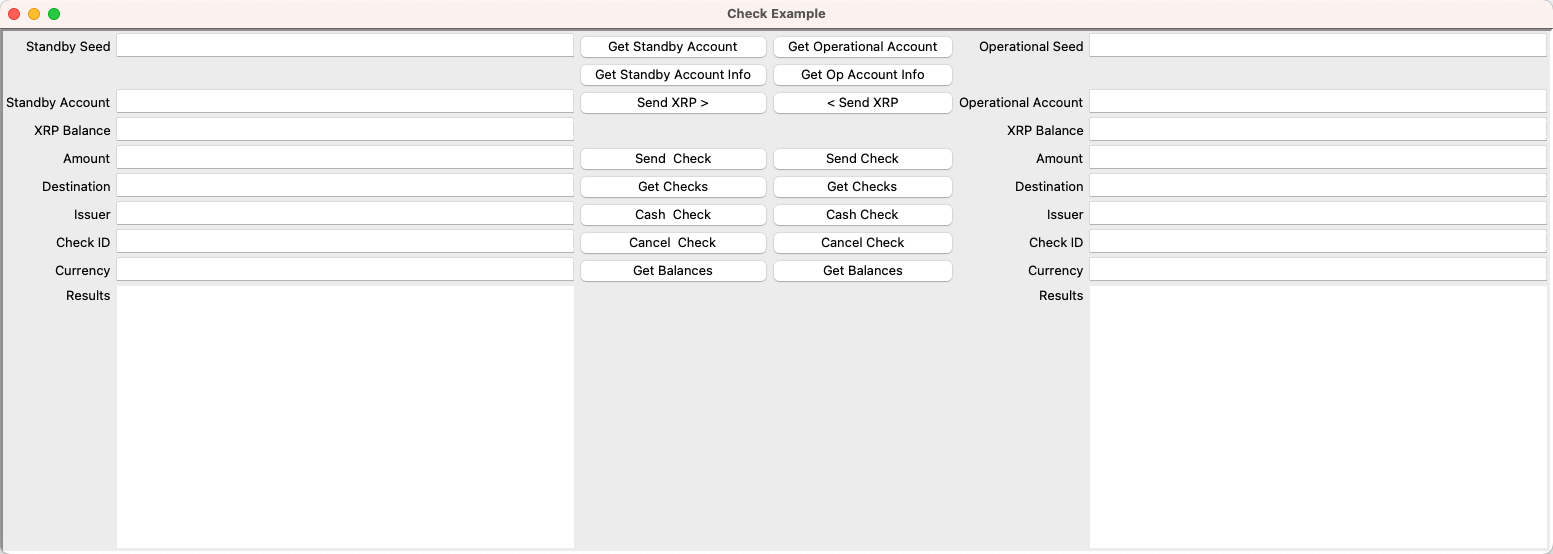 Check Example
Standby Seed Get Standby Account Get Operational Account Operational Seed
Get Standby Account Info Get Op Account Info
Standby Account Send XRP > < Send XRP Operational Account
XRP Balance XRP Balance
Amount Send  Check Send Check Amount
Destination Get Checks Get Checks Destination
Issuer Cash  Check Cash Check Issuer
Check ID Cancel  Check Cancel Check Check ID
Currency Get Balances Get Balances Currency
Results Results